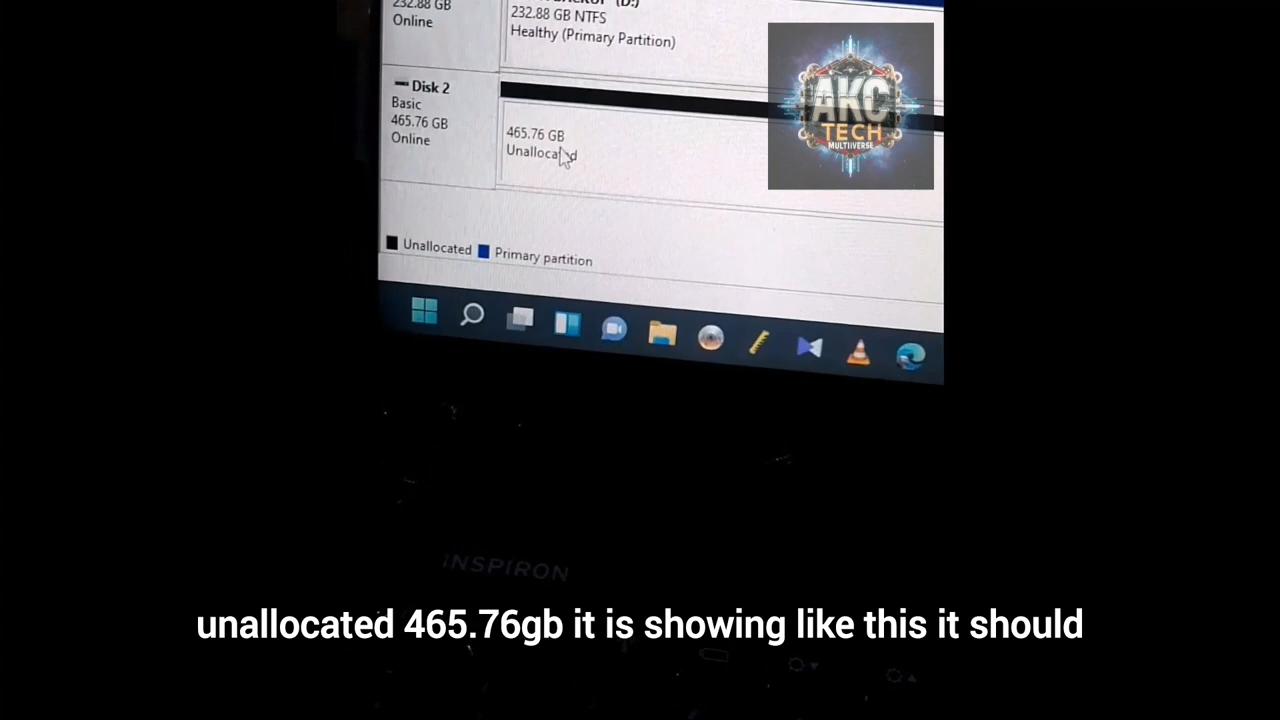 232.88 GB
Online
BACKUP (D:)
232.88 GB NTFS
Healthy (Primary Partition)
Disk 2
Basic
465.76 GB
Online
465.76 GB
Unallocated
Unallocated
Primary partition
AKC
TECH
MULTIIVERSE
INSPIRON
unallocated 465.76gb it is showing like this it should